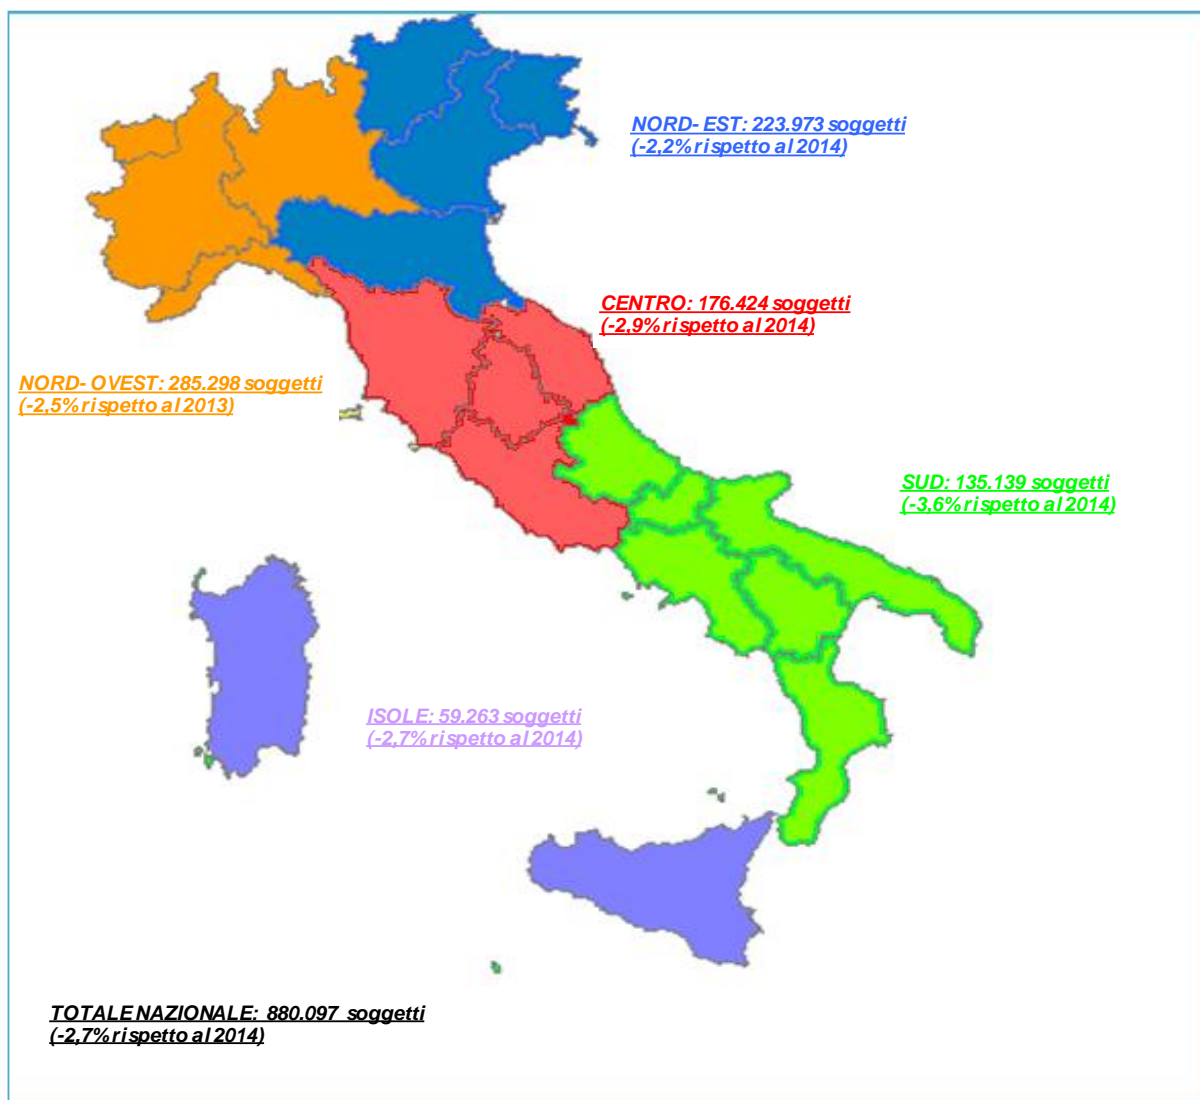 NORD- EST: 223.973 soggetti
(-2,2% rispetto al 2014)
CENTRO: 176.424 soggetti
(-2,9% rispetto al 2014)
NORD- OVEST: 285.298 soggetti
(-2,5% rispetto al 2013)
SUD: 135.139 soggetti
(-3,6% rispetto al 2014)
ISOLE: 59.263 soggetti
(-2,7% rispetto al 2014)
TOTALE NAZIONALE: 880.097 soggetti
(-2,7% rispetto al 2014)